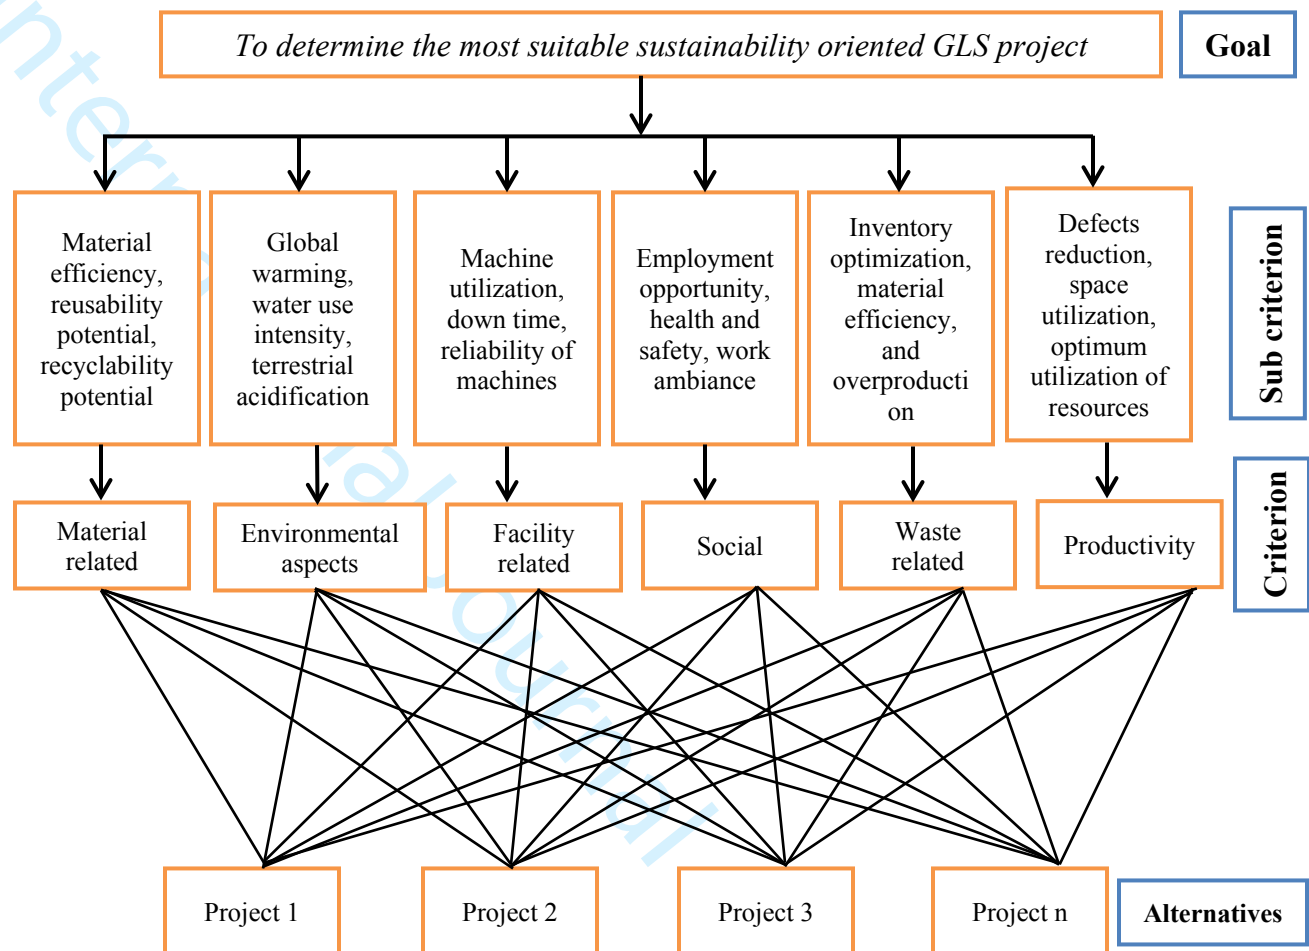 To determine the most suitable sustainability oriented GLS project
Goal
Material
efficiency,
reusability
potential,
recyclability
potential
Global
warming,
water use
intensity,
terrestrial
acidification
Machine
utilization,
down time,
reliability of
machines
Employment
opportunity,
health and
safety, work
ambiance
Inventory
optimization,
material
efficiency,
and
overproducti
on
Defects
reduction,
space
utilization,
optimum
utilization of
resources
Sub criterion
Material
related
Environmental
aspects
Facility
related
Social
Waste
related
Productivity
Criterion
Project 1
Project 2
Project 3
Project n
Alternatives